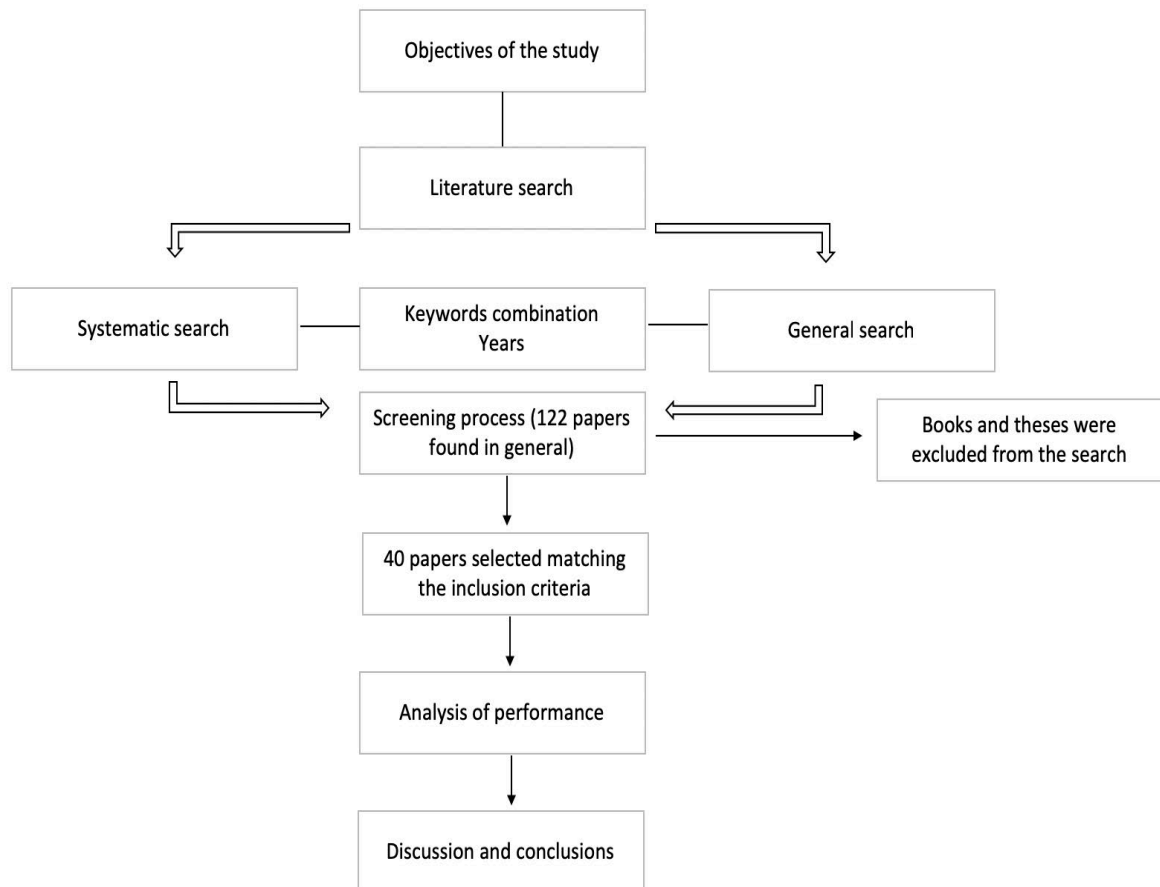 Objectives of the study
Literature search
Systematic search
Keywords combination
Years
General search
Screening process (122 papers
found in general)
Books and theses were
excluded from the search
40 papers selected matching
the inclusion criteria
Analysis of performance
Discussion and conclusions